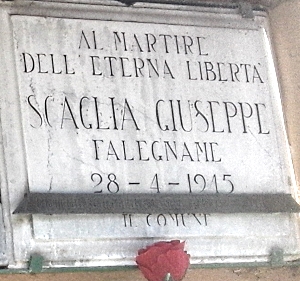 AL MARTIRE
DELL'ETERNA LIBERTÀ
SCAGLIA GIUSEPPE
FALEGNAME
28-4-1945
IL COMUNE